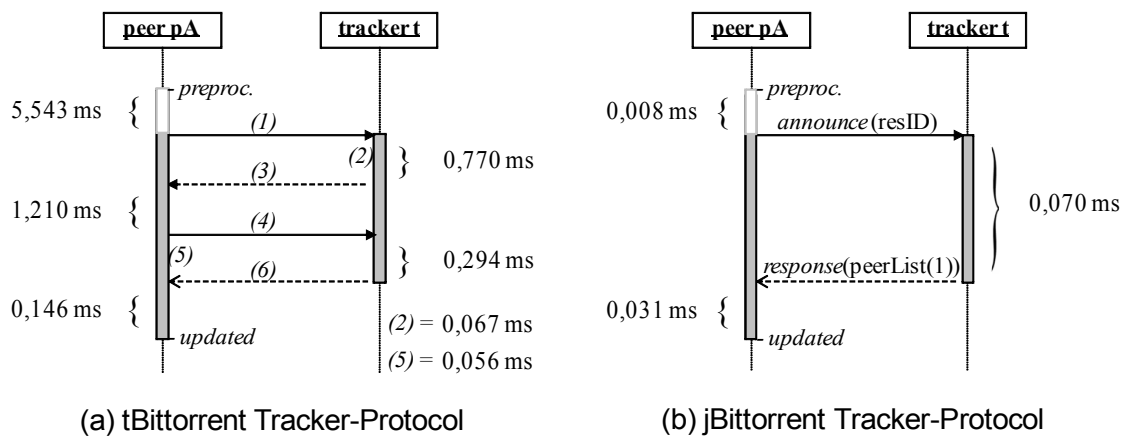 peer pA
tracker t
preproc.
5,543 ms {
(1)
(2)
} 0,770 ms
(3)
1,210 ms {
(4)
(5)
(6)
} 0,294 ms
0,146 ms {
(2) = 0,067 ms
updated
(5) = 0,056 ms
(a) tBittorrent Tracker-Protocol
peer pA
tracker t
preproc.
0,008 ms {
announce(resID)
} 0,070 ms
response(peerList(1))
0,031 ms {
updated
(b) jBittorrent Tracker-Protocol